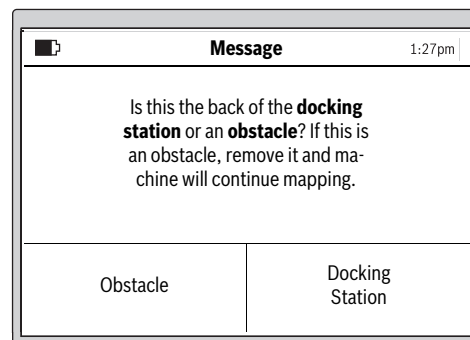 Message
1:27pm
Is this the back of the docking
station or an obstacle? If this is
an obstacle, remove it and ma-
chine will continue mapping.
Obstacle
Docking
Station